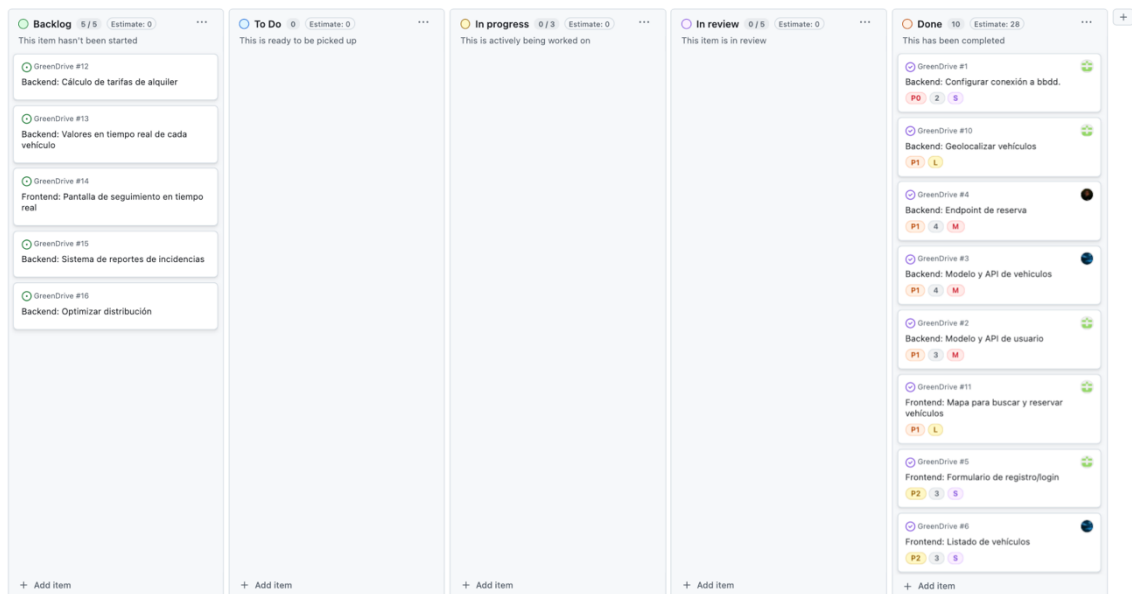 Backlog 5 / 5 Estimate: 0 ...
This item hasn't been started
GreenDrive #12
Backend: Cálculo de tarifas de alquiler
GreenDrive #13
Backend: Valores en tiempo real de cada
vehículo
GreenDrive #14
Frontend: Pantalla de seguimiento en tiempo
real
GreenDrive #15
Backend: Sistema de reportes de incidencias
GreenDrive #16
Backend: Optimizar distribución
+ Add item
To Do 0 Estimate: 0 ...
This is ready to be picked up
+ Add item
In progress 0 / 3 Estimate: 0 ...
This is actively being worked on
+ Add item
In review 0 / 5 Estimate: 0 ...
This item is in review
+ Add item
Done 10 Estimate: 28 ...
This has been completed
GreenDrive #1
Backend: Configurar conexión a bbdd.
P0 2 S
GreenDrive #10
Backend: Geolocalizar vehículos
P1 L
GreenDrive #4
Backend: Endpoint de reserva
P1 4 M
GreenDrive #3
Backend: Modelo y API de vehiculos
P1 4 M
GreenDrive #2
Backend: Modelo y API de usuario
P1 3 M
GreenDrive #11
Frontend: Mapa para buscar y reservar
vehículos
P1 L
GreenDrive #5
Frontend: Formulario de registro/login
P2 3 S
GreenDrive #6
Frontend: Listado de vehículos
P2 3 S
+ Add item
+